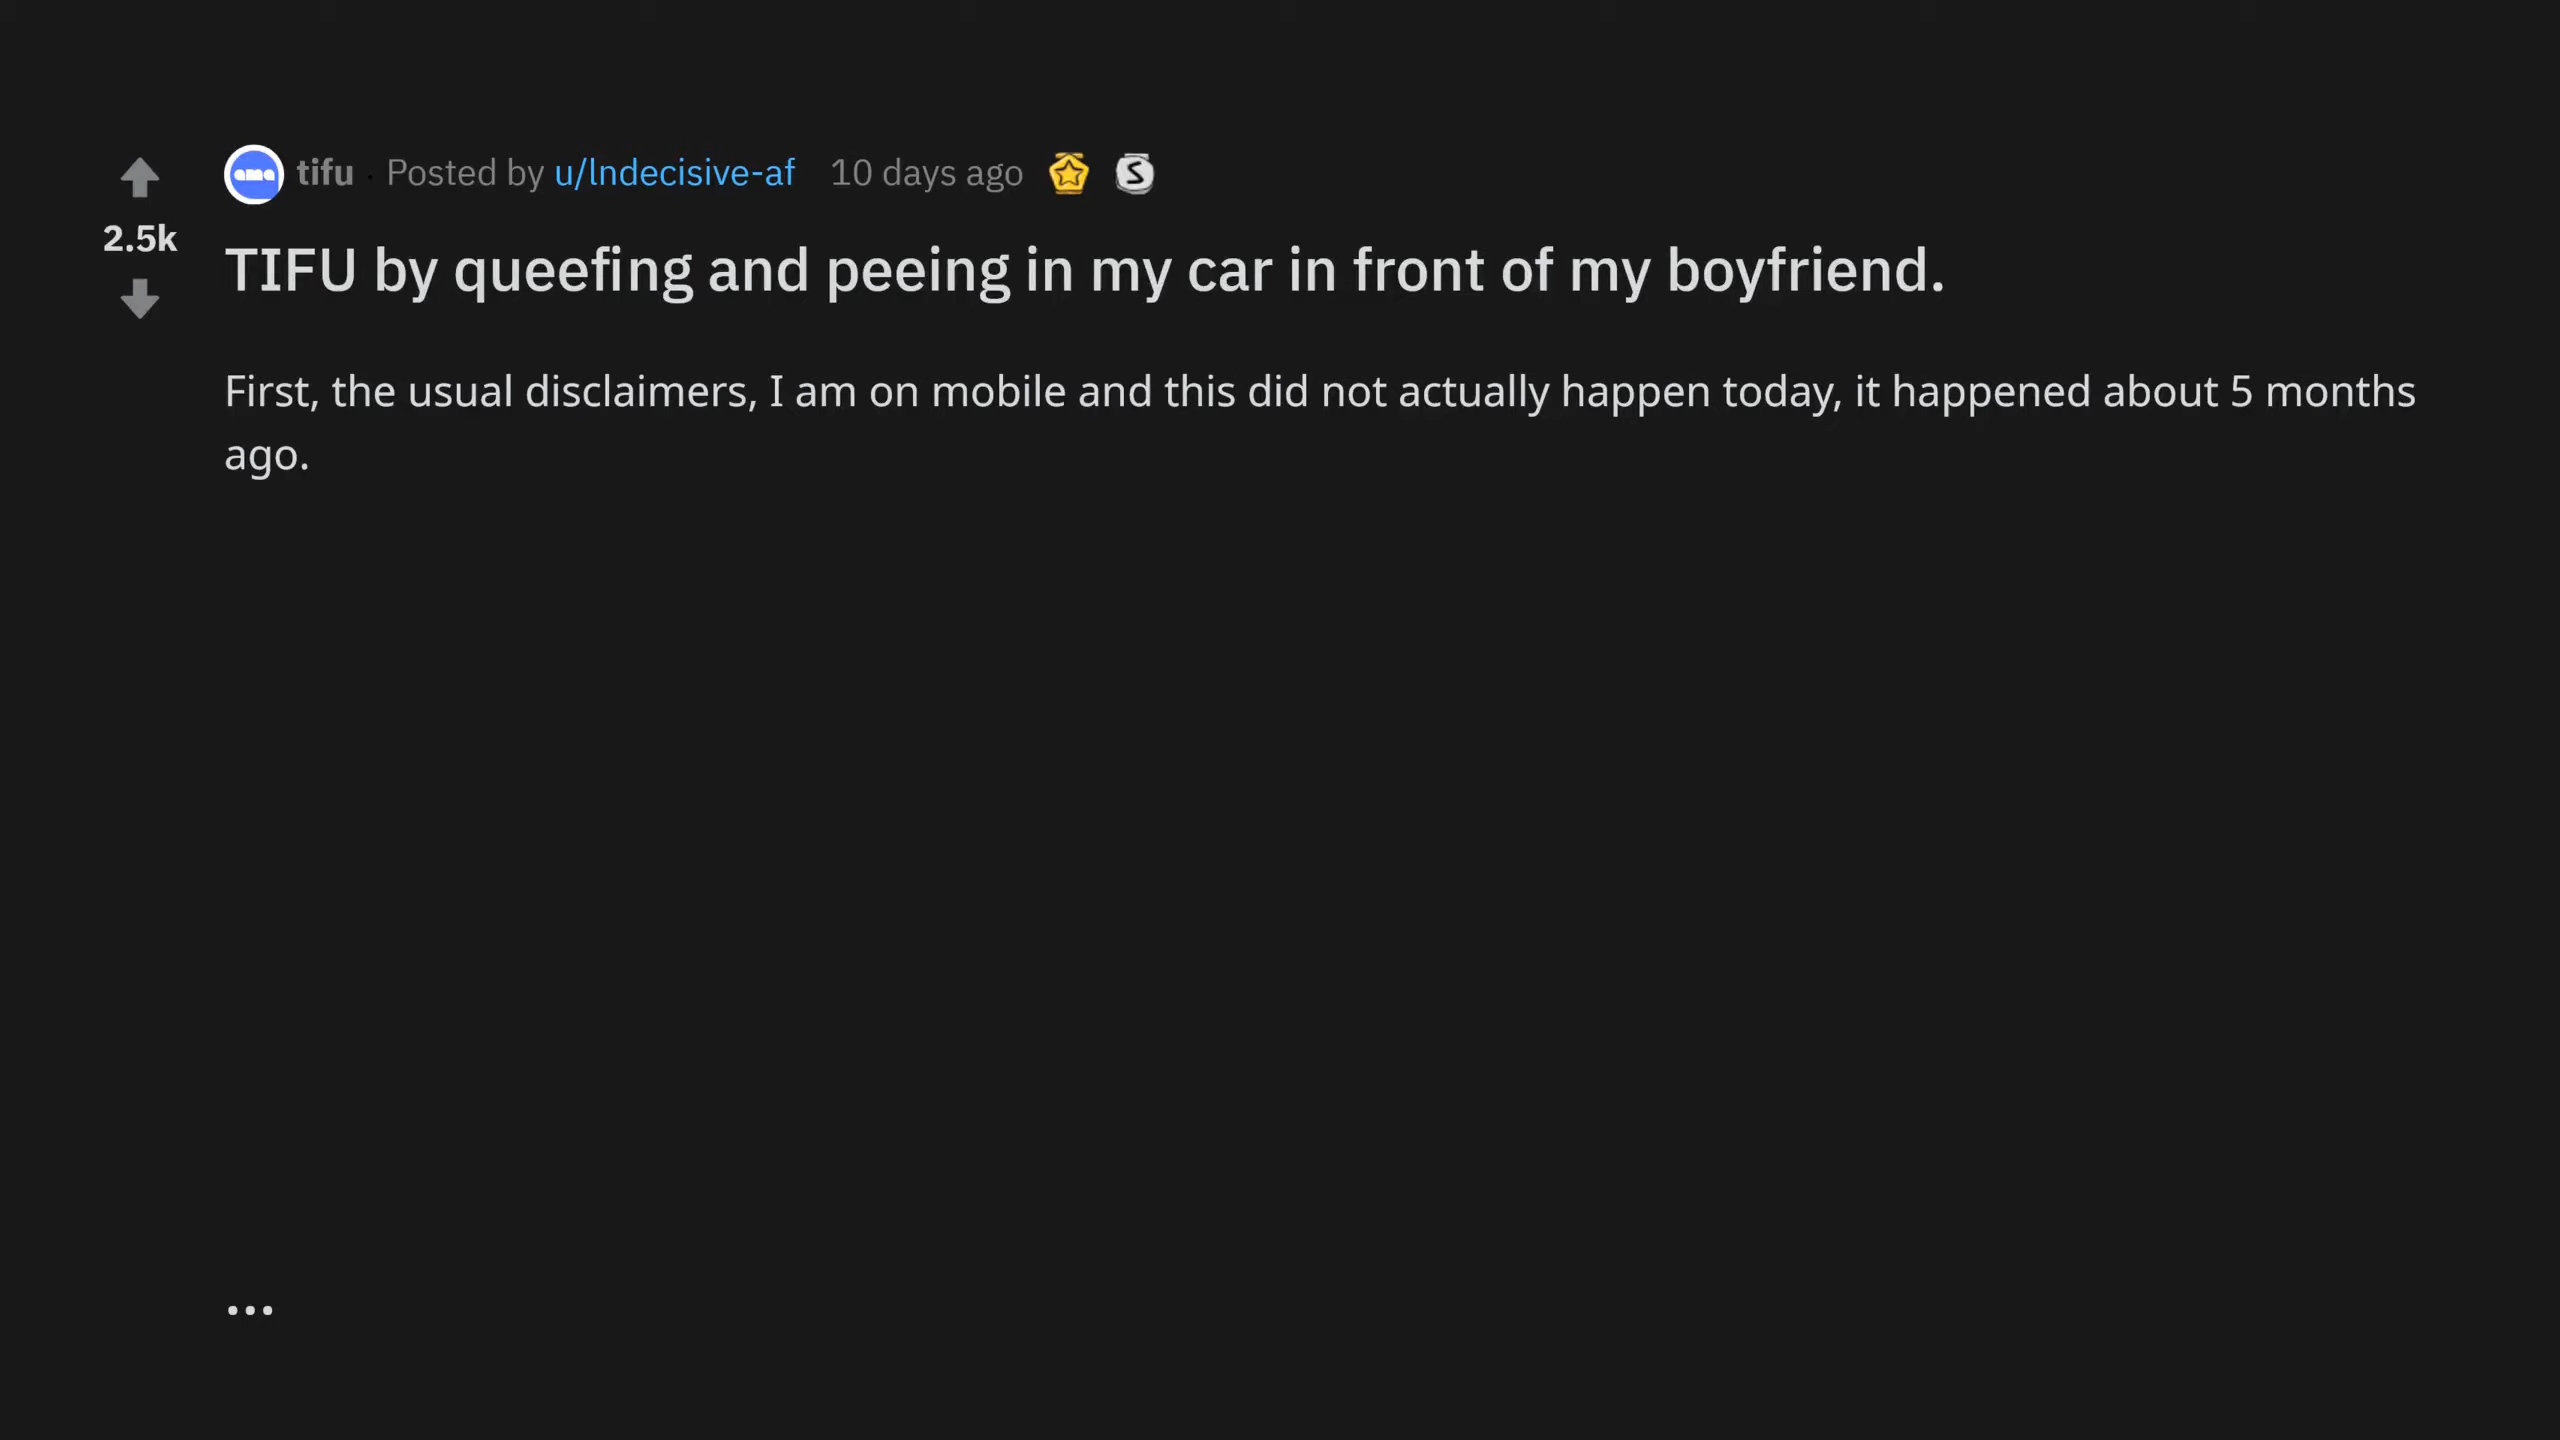 ama tifu · Posted by u/lndecisive-af 10 days ago S
2.5k
TIFU by queefing and peeing in my car in front of my boyfriend.
First, the usual disclaimers, I am on mobile and this did not actually happen today, it happened about 5 months
ago.
...